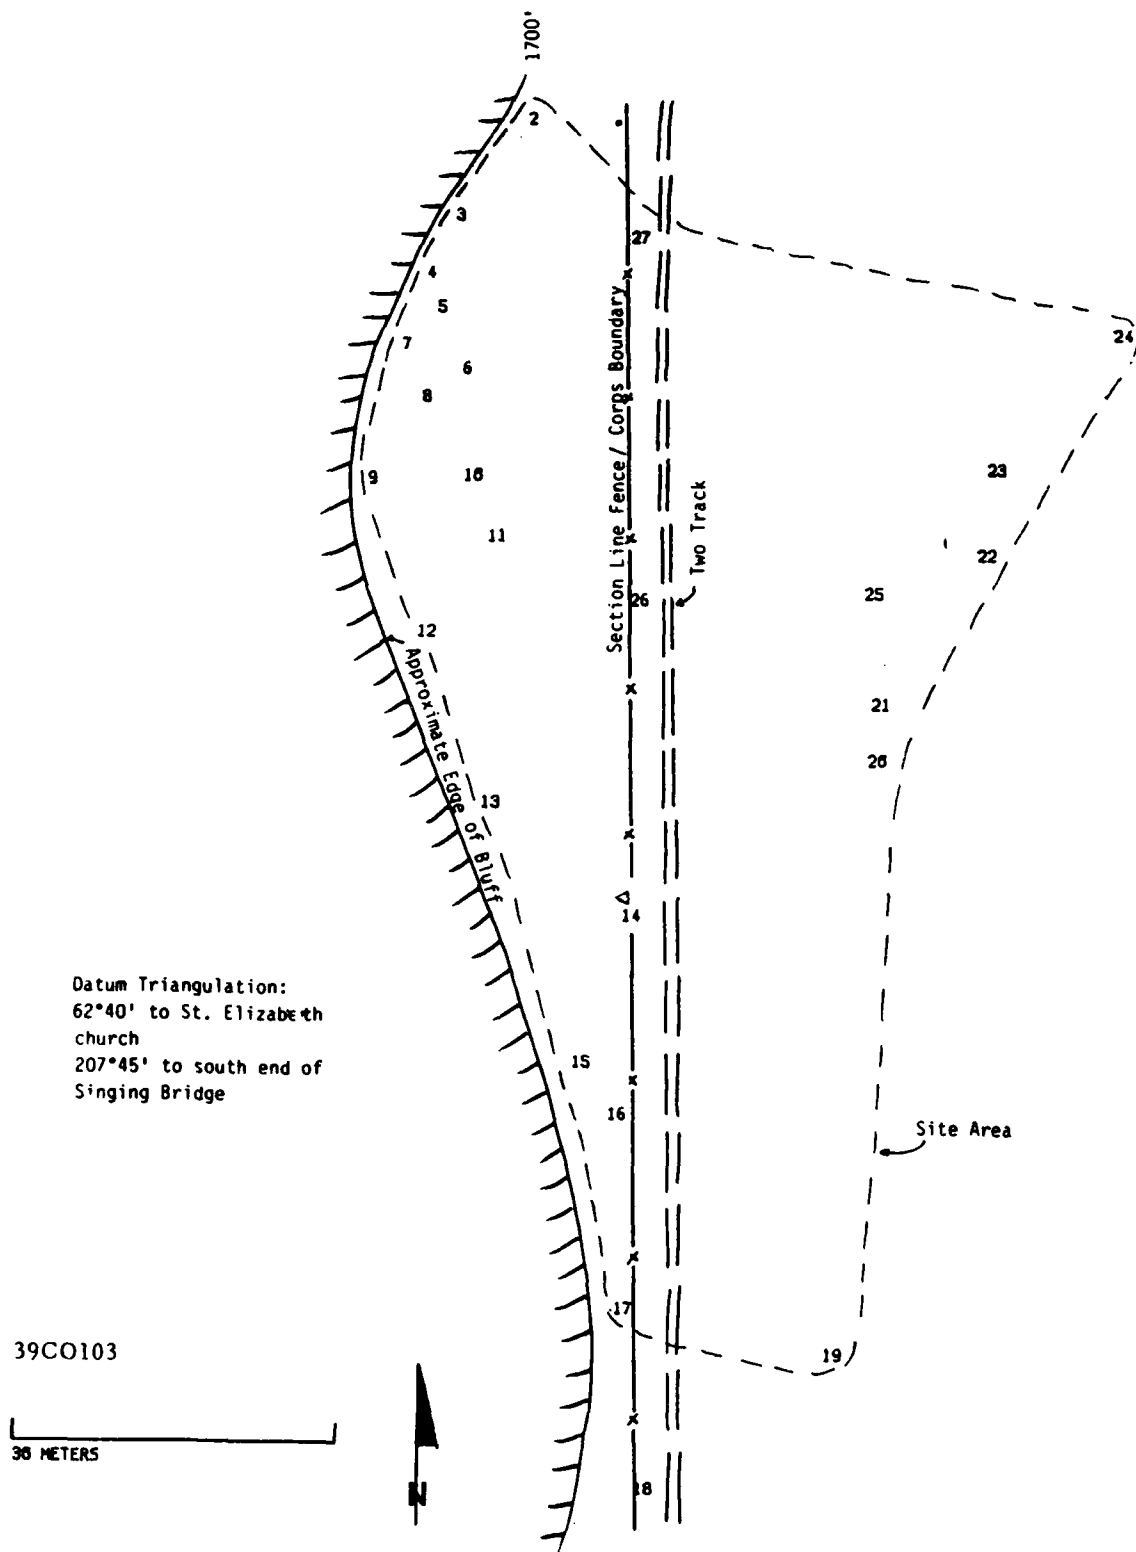 1700'
2
3
27
4
5
24
7
6
8
Section Line Fence/ Corps Boundary
9
10
23
11
Two Track
22
26
25
12
Approximate Edge of Bluff
21
20
13
14
Datum Triangulation:
62°40' to St. Elizabeth
church
207°45' to south end of
Singing Bridge
15
16
Site Area
17
19
39CO103
30 METERS
N
18